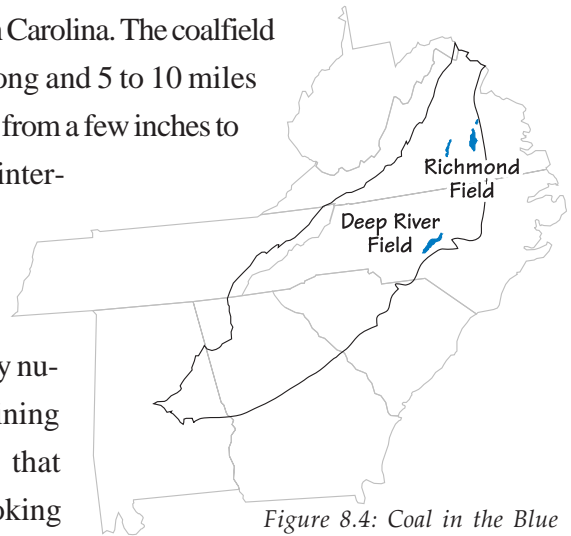 Carolina. The coalfield
ong and 5 to 10 miles
from a few inches to
inter-
y nu-
ining
that
oking
Richmond
Field
Deep River
Field
Figure 8.4: Coal in the Blue